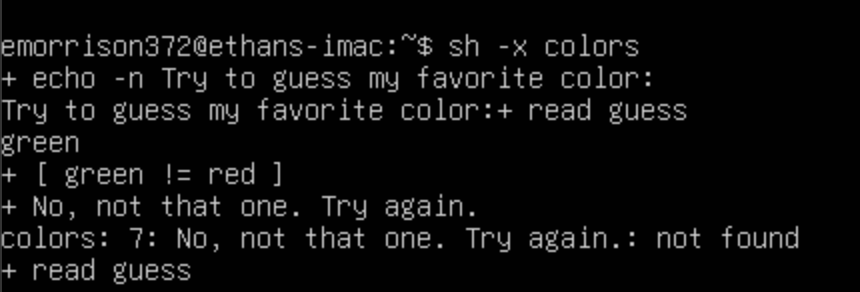 emorrison372@ethans-imac:~$ sh -x colors
+ echo -n Try to guess my favorite color:
Try to guess my favorite color:+ read guess
green
+ [ green != red ]
+ No, not that one. Try again.
colors: 7: No, not that one. Try again.: not found
+ read guess